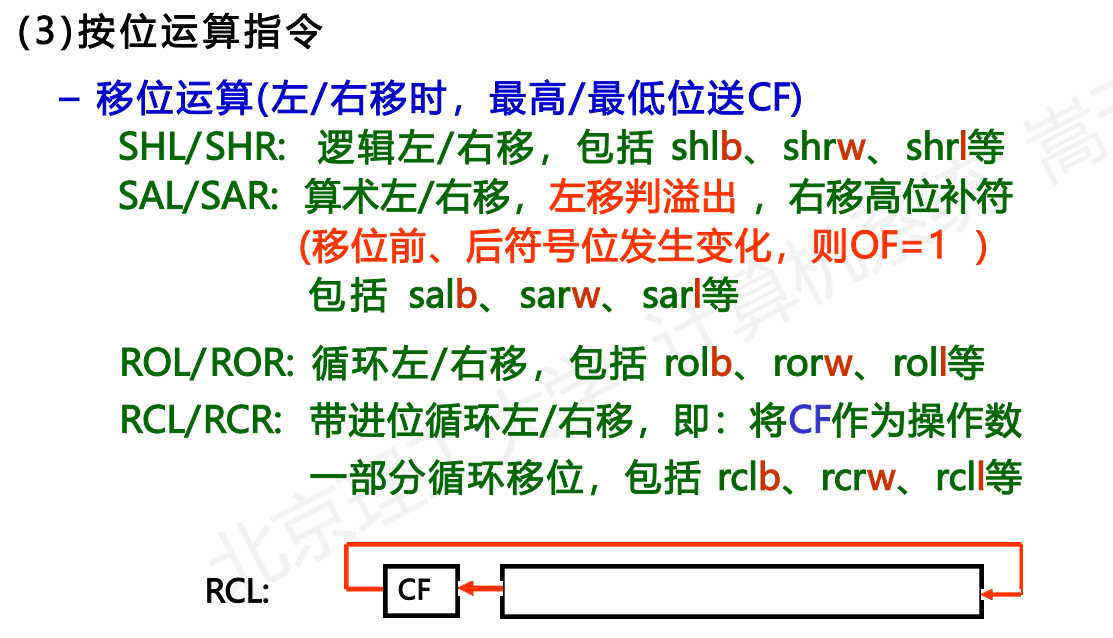 (3)按位运算指令
– 移位运算(左/右移时，最高/最低位送CF)
SHL/SHR: 逻辑左/右移，包括 shlb、shrw、shrl等
SAL/SAR: 算术左/右移，左移判溢出，右移高位补符
(移位前、后符号位发生变化，则OF=1 )
包括 salb、sarw、sarl等
ROL/ROR: 循环左/右移，包括 rolb、rorw、roll等
RCL/RCR: 带进位循环左/右移，即：将CF作为操作数
一部分循环移位，包括 rclb、rcrw、rcll等
RCL: CF
北京理工大学 计算机系统